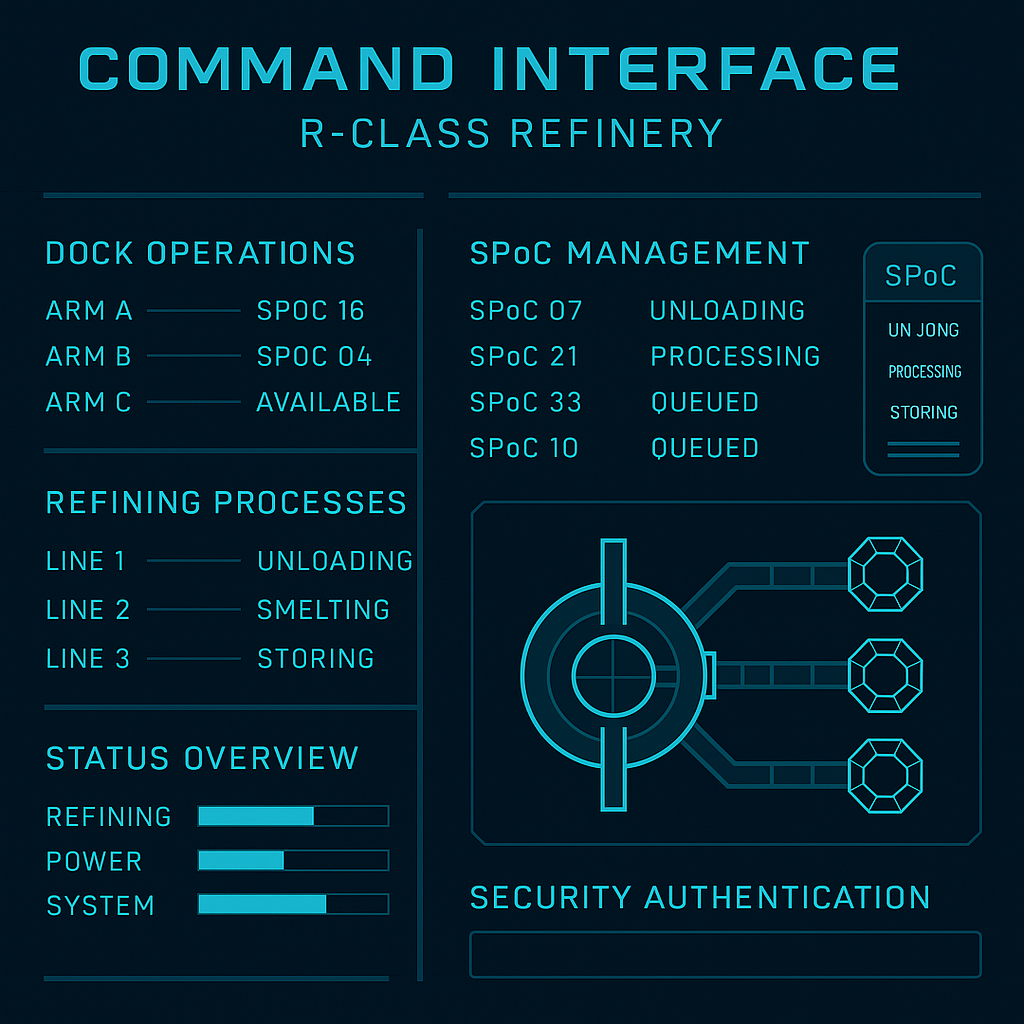 COMMAND INTERFACE
R-CLASS REFINERY
DOCK OPERATIONS
ARM A SPOC 16
ARM B SPOC 04
ARM C AVAILABLE
REFINING PROCESSES
LINE 1 UNLOADING
LINE 2 SMELTING
LINE 3 STORING
STATUS OVERVIEW
REFINING
POWER
SYSTEM
SPoC MANAGEMENT
SPoC 07 UNLOADING
SPoC 21 PROCESSING
SPoC 33 QUEUED
SPoC 10 QUEUED
SPoC
UN JONG
PROCESSING
STORING
SECURITY AUTHENTICATION